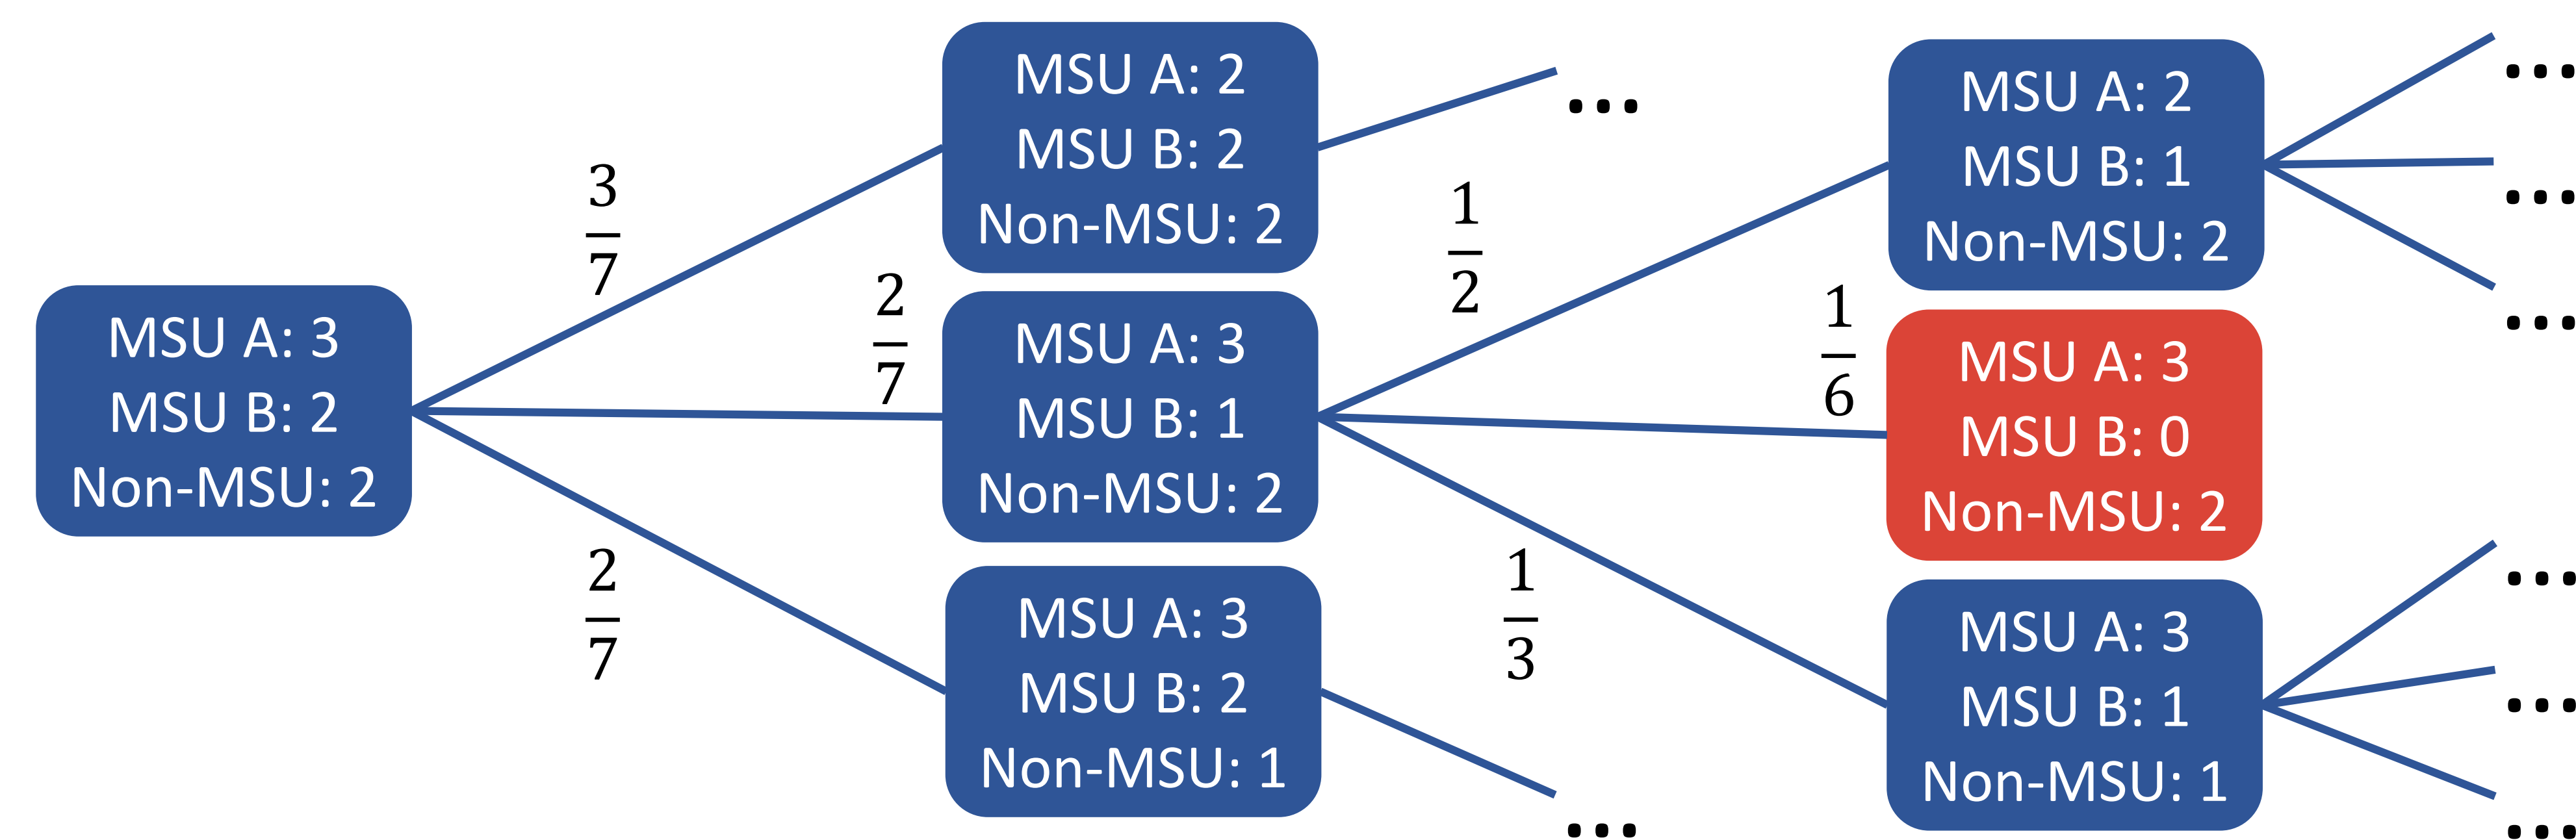 MSU A: 3
MSU B: 2
Non-MSU: 2
3
7
2
7
2
7
MSU A: 2
MSU B: 2
Non-MSU: 2
MSU A: 3
MSU B: 1
Non-MSU: 2
MSU A: 3
MSU B: 2
Non-MSU: 1
...
...
1
2
1
6
1
3
MSU A: 2
MSU B: 1
Non-MSU: 2
MSU A: 3
MSU B: 0
Non-MSU: 2
MSU A: 3
MSU B: 1
Non-MSU: 1
...
...
...
...
...
...